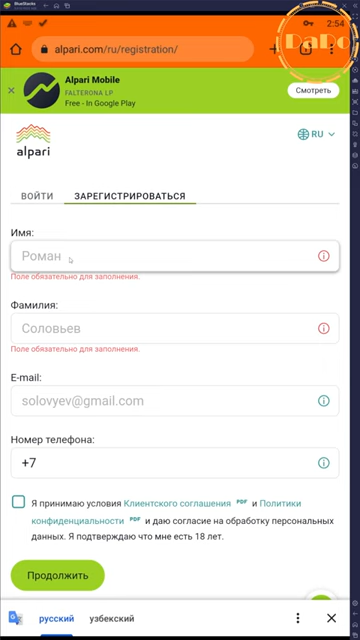 BlueStacks
2:54
DaDo
alpari.com/ru/registration/
Alpari Mobile
FALTERONA LP
Free - In Google Play
Смотреть
alpari
RU
ВОЙТИ
ЗАРЕГИСТРИРОВАТЬСЯ
Имя:
Роман
Поле обязательно для заполнения.
Фамилия:
Соловьев
Поле обязательно для заполнения.
E-mail:
solovyev@gmail.com
Номер телефона:
+7
Я принимаю условия Клиентского соглашения PDF и Политики
конфиденциальности PDF и даю согласие на обработку персональных
данных. Я подтверждаю что мне есть 18 лет.
Продолжить
русский
узбекский